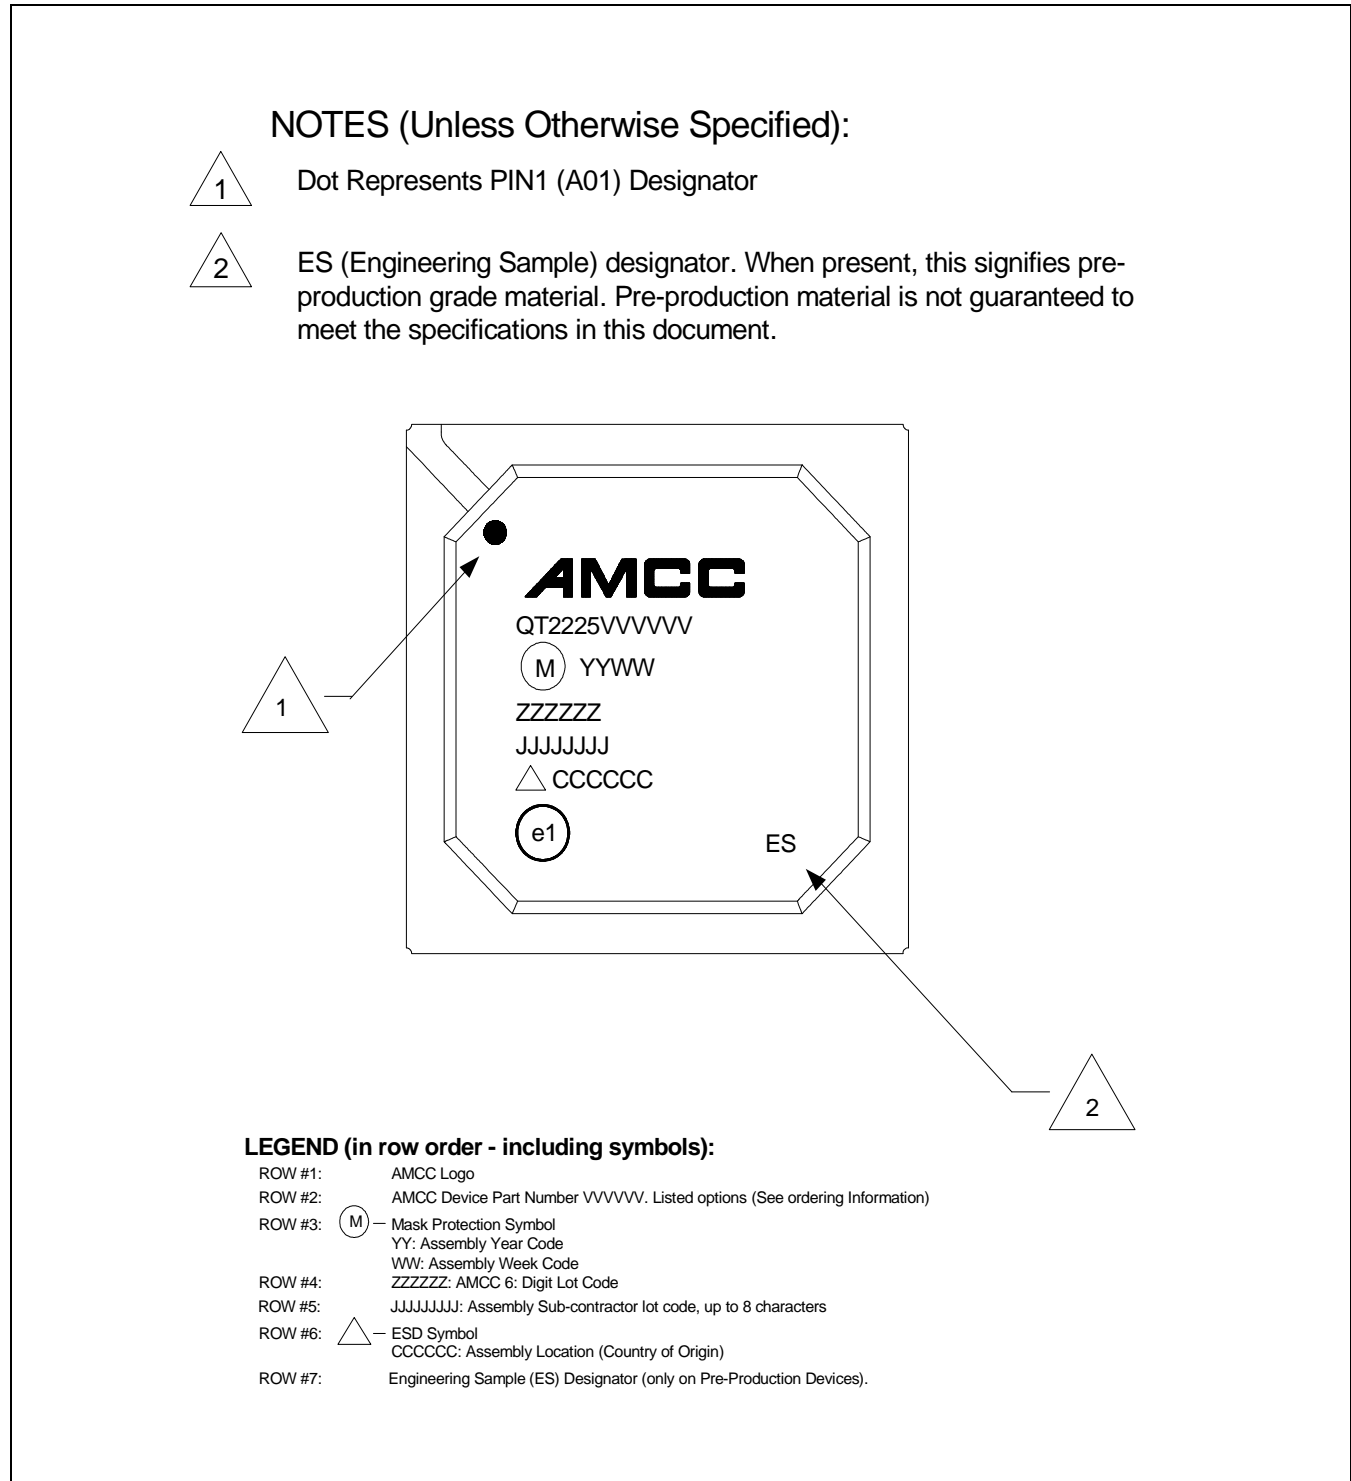 NOTES (Unless Otherwise Specified):
1 Dot Represents PIN1 (A01) Designator
2 ES (Engineering Sample) designator. When present, this signifies pre-
production grade material. Pre-production material is not guaranteed to
meet the specifications in this document.
AMCC
QT2225VVVVVV
M YYWW
ZZZZZZ
JJJJJJJJ
CCCCCC
e1
ES
1
2
LEGEND (in row order - including symbols):
ROW #1: AMCC Logo
ROW #2: AMCC Device Part Number VVVVVV. Listed options (See ordering Information)
ROW #3: M – Mask Protection Symbol
YY: Assembly Year Code
WW: Assembly Week Code
ROW #4: ZZZZZZ: AMCC 6: Digit Lot Code
ROW #5: JJJJJJJJJ: Assembly Sub-contractor lot code, up to 8 characters
ROW #6: – ESD Symbol
CCCCCC: Assembly Location (Country of Origin)
ROW #7: Engineering Sample (ES) Designator (only on Pre-Production Devices).